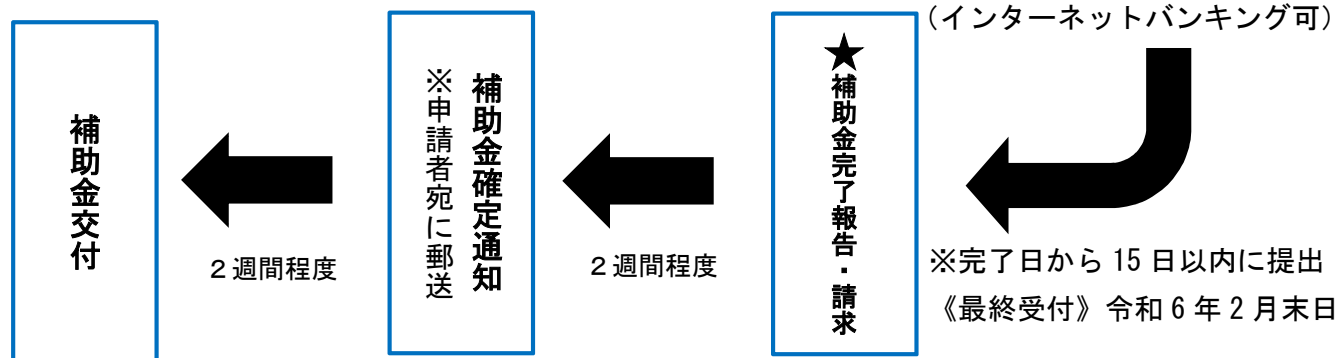 （インターネットバンキング可）
★補助金完了報告・請求
※完了日から 15 日以内に提出
《最終受付》令和 6 年 2 月末日
２週間程度
補助金確定通知
※申請者宛に郵送
２週間程度
補助金交付